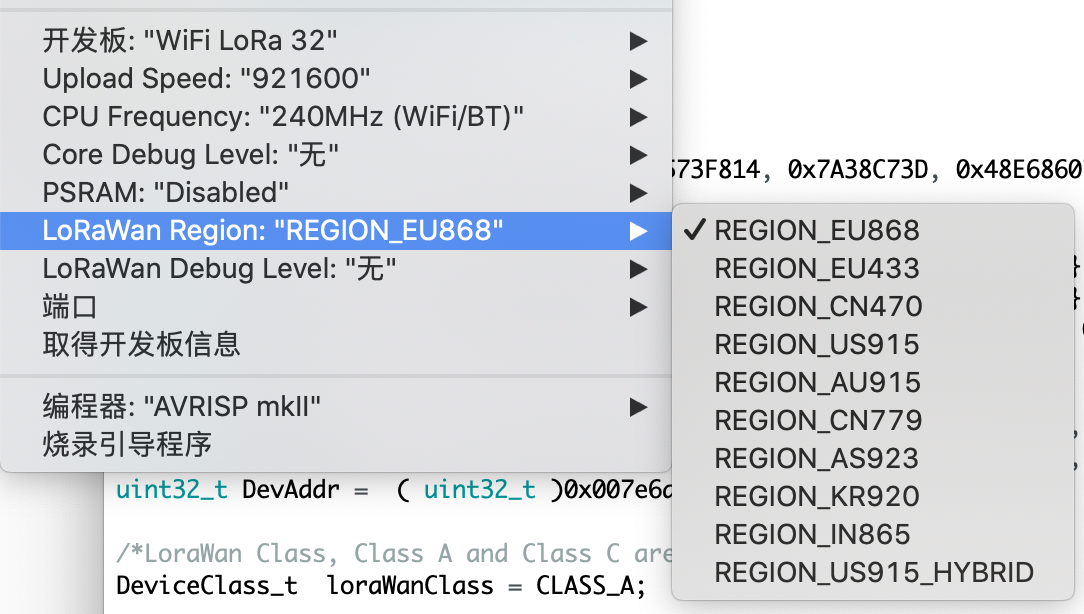 开发板: "WiFi LoRa 32"
Upload Speed: "921600"
CPU Frequency: "240MHz (WiFi/BT)"
Core Debug Level: "无"
PSRAM: "Disabled"
LoRaWan Region: "REGION_EU868"
LoRaWan Debug Level: "无"
端口
取得开发板信息
编程器: "AVRISP mkII"
烧录引导程序
573F814, 0x7A38C73D, 0x48E6860
✓ REGION_EU868
REGION_EU433
REGION_CN470
REGION_US915
REGION_AU915
REGION_CN779
REGION_AS923
REGION_KR920
REGION_IN865
REGION_US915_HYBRID
uint32_t DevAddr = ( uint32_t )0x007e6
/*LoraWan Class, Class A and Class C are
DeviceClass_t loraWanClass = CLASS_A;